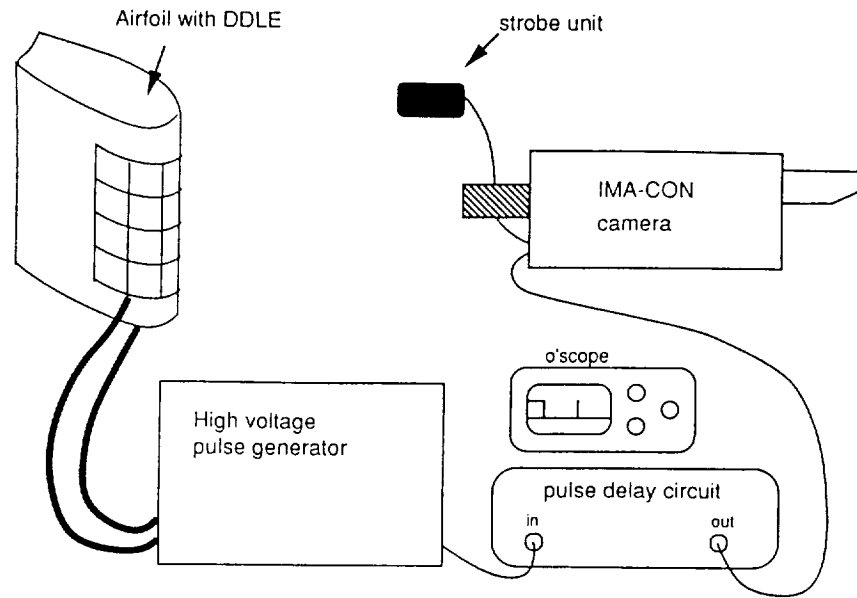 Airfoil with DDLE
strobe unit
IMA-CON
camera
o'scope
High voltage
pulse generator
pulse delay circuit
in
out